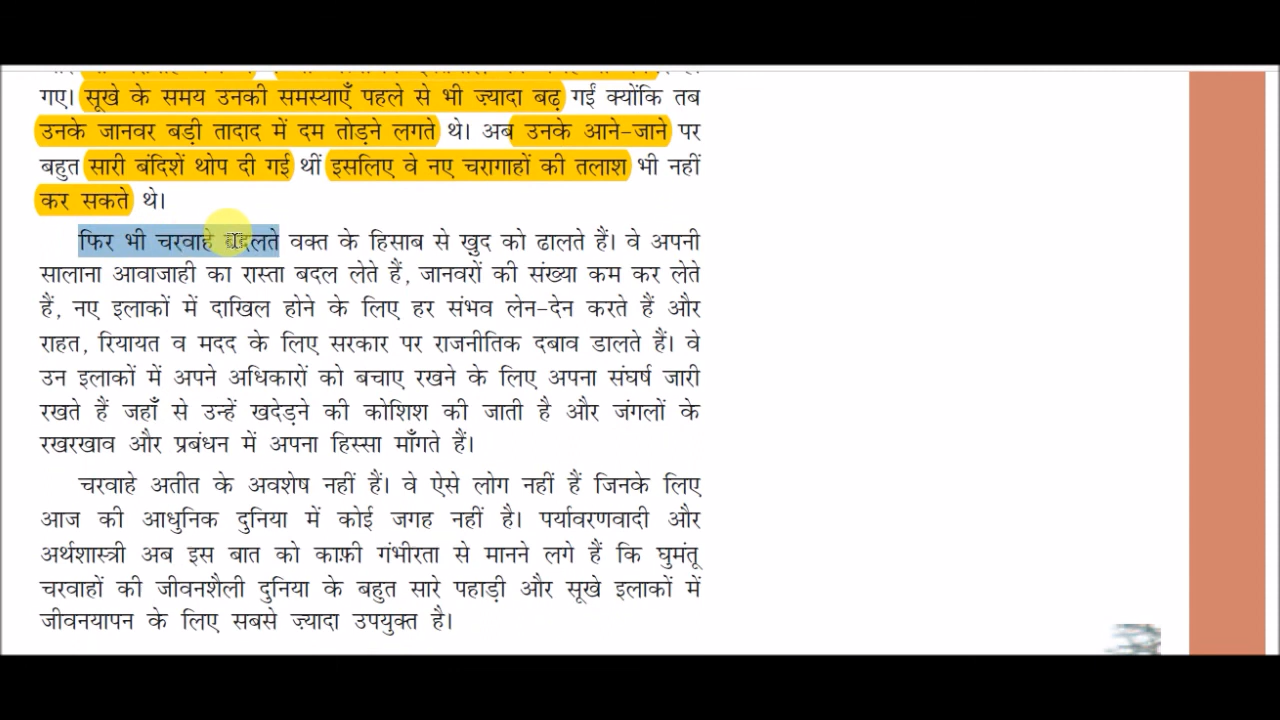 गए। सूखे के समय उनकी समस्याएँ पहले से भी ज़्यादा बढ़ गईं क्योंकि तब
उनके जानवर बड़ी तादाद में दम तोड़ने लगते थे। अब उनके आने-जाने पर
बहुत सारी बंदिशें थोप दी गई थीं इसलिए वे नए चरागाहों की तलाश भी नहीं
कर सकते थे।
फिर भी चरवाहे बदलते वक्त के हिसाब से खुद को ढालते हैं। वे अपनी
सालाना आवाजाही का रास्ता बदल लेते हैं, जानवरों की संख्या कम कर लेते
हैं, नए इलाकों में दाखिल होने के लिए हर संभव लेन-देन करते हैं और
राहत, रियायत व मदद के लिए सरकार पर राजनीतिक दबाव डालते हैं। वे
उन इलाकों में अपने अधिकारों को बचाए रखने के लिए अपना संघर्ष जारी
रखते हैं जहाँ से उन्हें खदेड़ने की कोशिश की जाती है और जंगलों के
रखरखाव और प्रबंधन में अपना हिस्सा माँगते हैं।
चरवाहे अतीत के अवशेष नहीं हैं। वे ऐसे लोग नहीं हैं जिनके लिए
आज की आधुनिक दुनिया में कोई जगह नहीं है। पर्यावरणवादी और
अर्थशास्त्री अब इस बात को काफ़ी गंभीरता से मानने लगे हैं कि घुमंतू
चरवाहों की जीवनशैली दुनिया के बहुत सारे पहाड़ी और सूखे इलाकों में
जीवनयापन के लिए सबसे ज़्यादा उपयुक्त है।